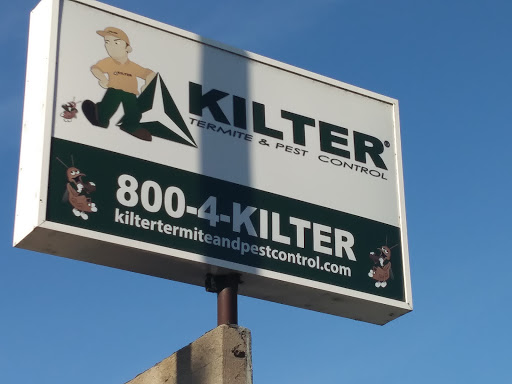 KILTER®
TERMITE & PEST CONTROL
800-4-KILTER
kiltertermiteandpestcontrol.com